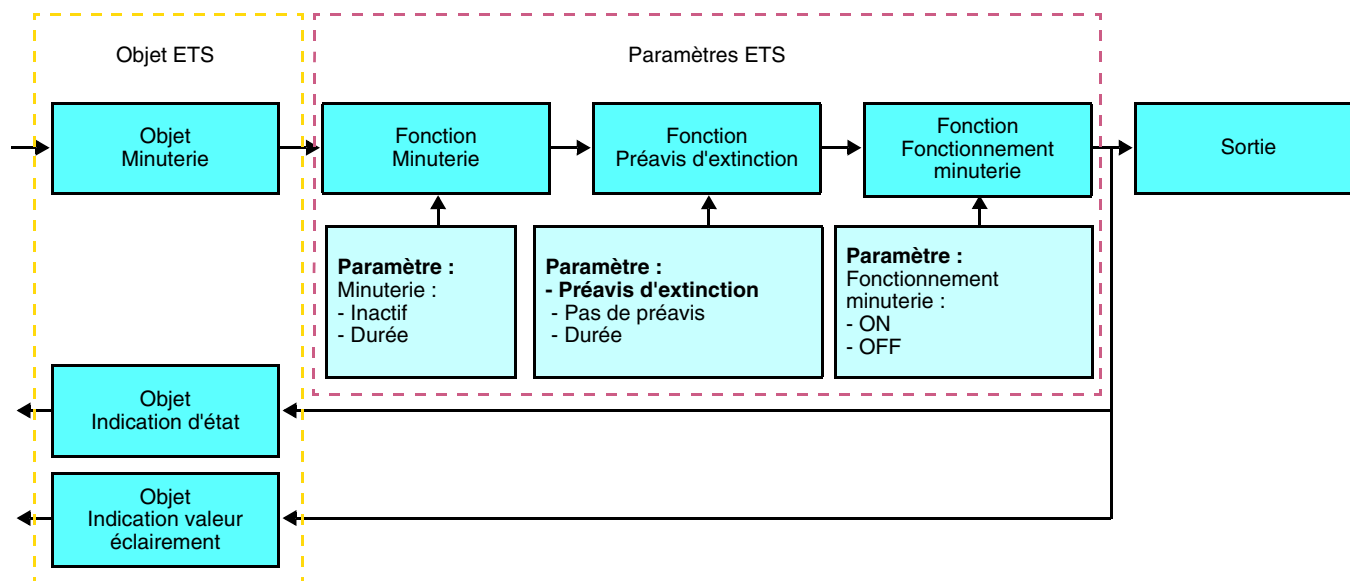 Objet ETS
Paramètres ETS
Objet
Minuterie
Fonction
Minuterie
Fonction
Préavis d'extinction
Fonction
Fonctionnement
minuterie
Sortie
Paramètre :
Minuterie :
- Inactif
- Durée
Paramètre :
- Préavis d'extinction
- Pas de préavis
- Durée
Paramètre :
Fonctionnement
minuterie :
- ON
- OFF
Objet
Indication d'état
Objet
Indication valeur
éclairement